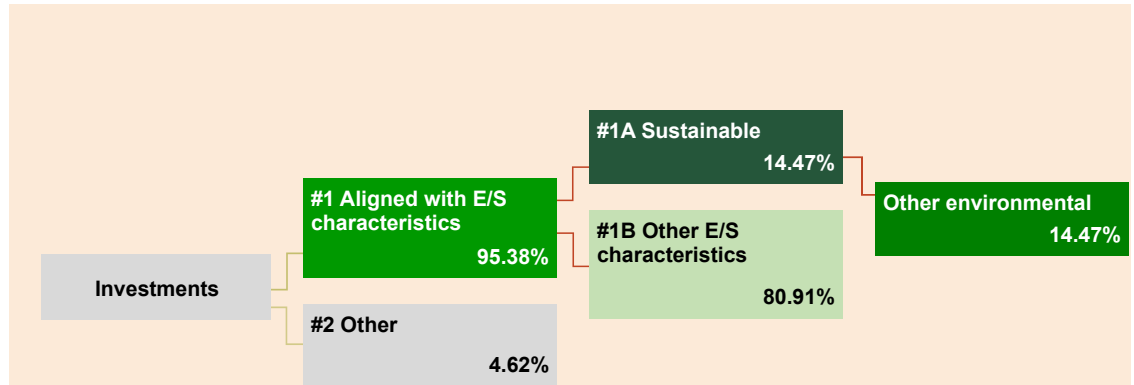 Investments
#1 Aligned with E/S
characteristics
95.38%
#2 Other
4.62%
#1A Sustainable
14.47%
#1B Other E/S
characteristics
80.91%
Other environmental
14.47%